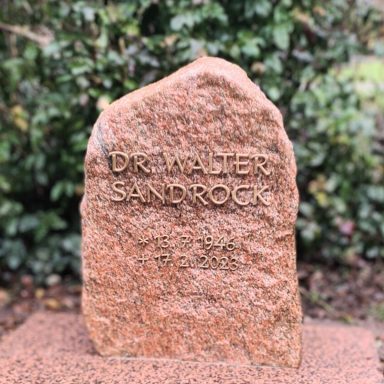 DR. WALTER
SANDROCK
* 13. 7. 1946
+ 17. 2. 2023